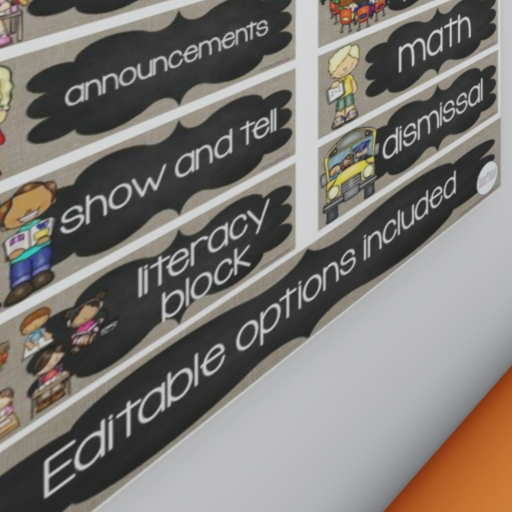 announcements
show and tell
literacy
block
math
dismissal
Editable options included